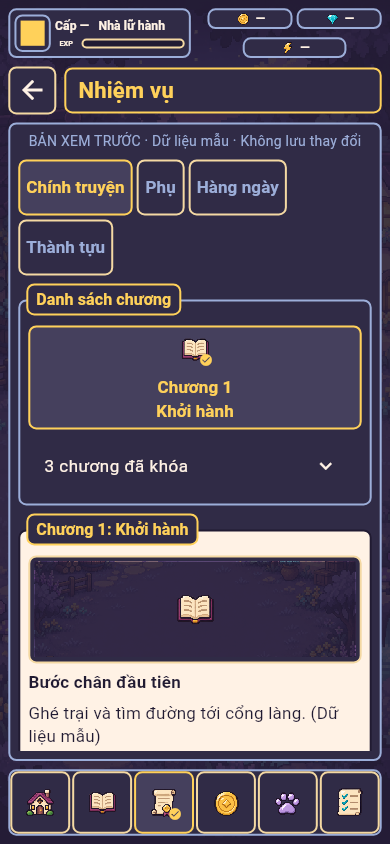 Cấp — Nhà lữ hành
EXP
—
—
—
Nhiệm vụ
BẢN XEM TRƯỚC · Dữ liệu mẫu · Không lưu thay đổi
Chính truyện
Phụ
Hàng ngày
Thành tựu
Danh sách chương
Chương 1
Khởi hành
3 chương đã khóa
Chương 1: Khởi hành
Bước chân đầu tiên
Ghé trại và tìm đường tới cổng làng. (Dữ
liệu mẫu)